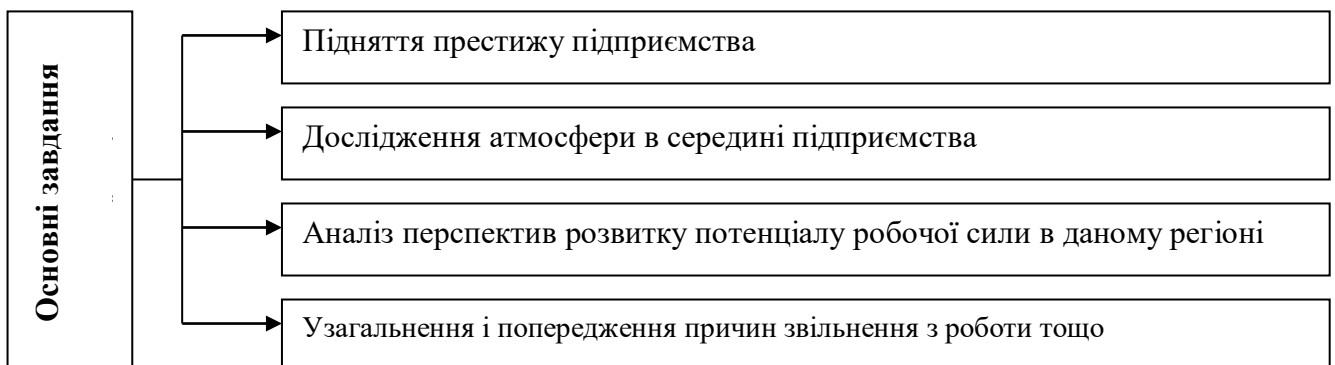 Основні завдання
Підняття престижу підприємства
Дослідження атмосфери в середині підприємства
Аналіз перспектив розвитку потенціалу робочої сили в даному регіоні
Узагальнення і попередження причин звільнення з роботи тощо